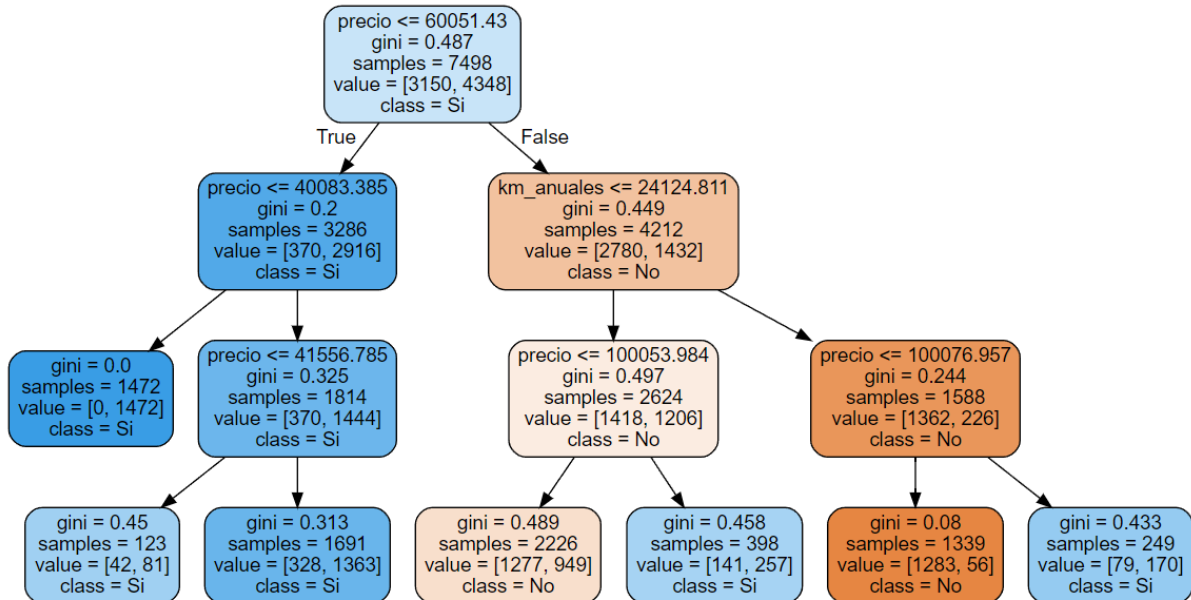 precio <= 60051.43
gini = 0.487
samples = 7498
value = [3150, 4348]
class = Si
True
False
precio <= 40083.385
gini = 0.2
samples = 3286
value = [370, 2916]
class = Si
km_anuales <= 24124.811
gini = 0.449
samples = 4212
value = [2780, 1432]
class = No
gini = 0.0
samples = 1472
value = [0, 1472]
class = Si
precio <= 41556.785
gini = 0.325
samples = 1814
value = [370, 1444]
class = Si
precio <= 100053.984
gini = 0.497
samples = 2624
value = [1418, 1206]
class = No
precio <= 100076.957
gini = 0.244
samples = 1588
value = [1362, 226]
class = No
gini = 0.45
samples = 123
value = [42, 81]
class = Si
gini = 0.313
samples = 1691
value = [328, 1363]
class = Si
gini = 0.489
samples = 2226
value = [1277, 949]
class = No
gini = 0.458
samples = 398
value = [141, 257]
class = Si
gini = 0.08
samples = 1339
value = [1283, 56]
class = No
gini = 0.433
samples = 249
value = [79, 170]
class = Si